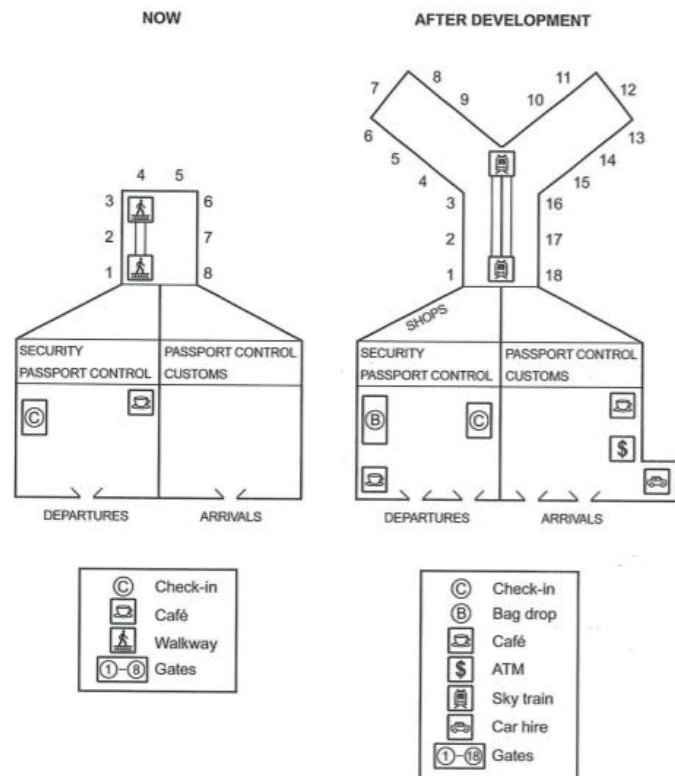 NOW
4 5
3 6
2 7
1 8
SECURITY
PASSPORT CONTROL
PASSPORT CONTROL
CUSTOMS
C
DEPARTURES
ARRIVALS
C Check-in
Café
Walkway
1-8 Gates
AFTER DEVELOPMENT
7 8 11 12
9 10
6 13
5 14
4 15
3 16
2 17
1 18
SHOPS
SECURITY
PASSPORT CONTROL
PASSPORT CONTROL
CUSTOMS
B
C
$
DEPARTURES
ARRIVALS
C Check-in
B Bag drop
Café
$ ATM
Sky train
Car hire
1-18 Gates